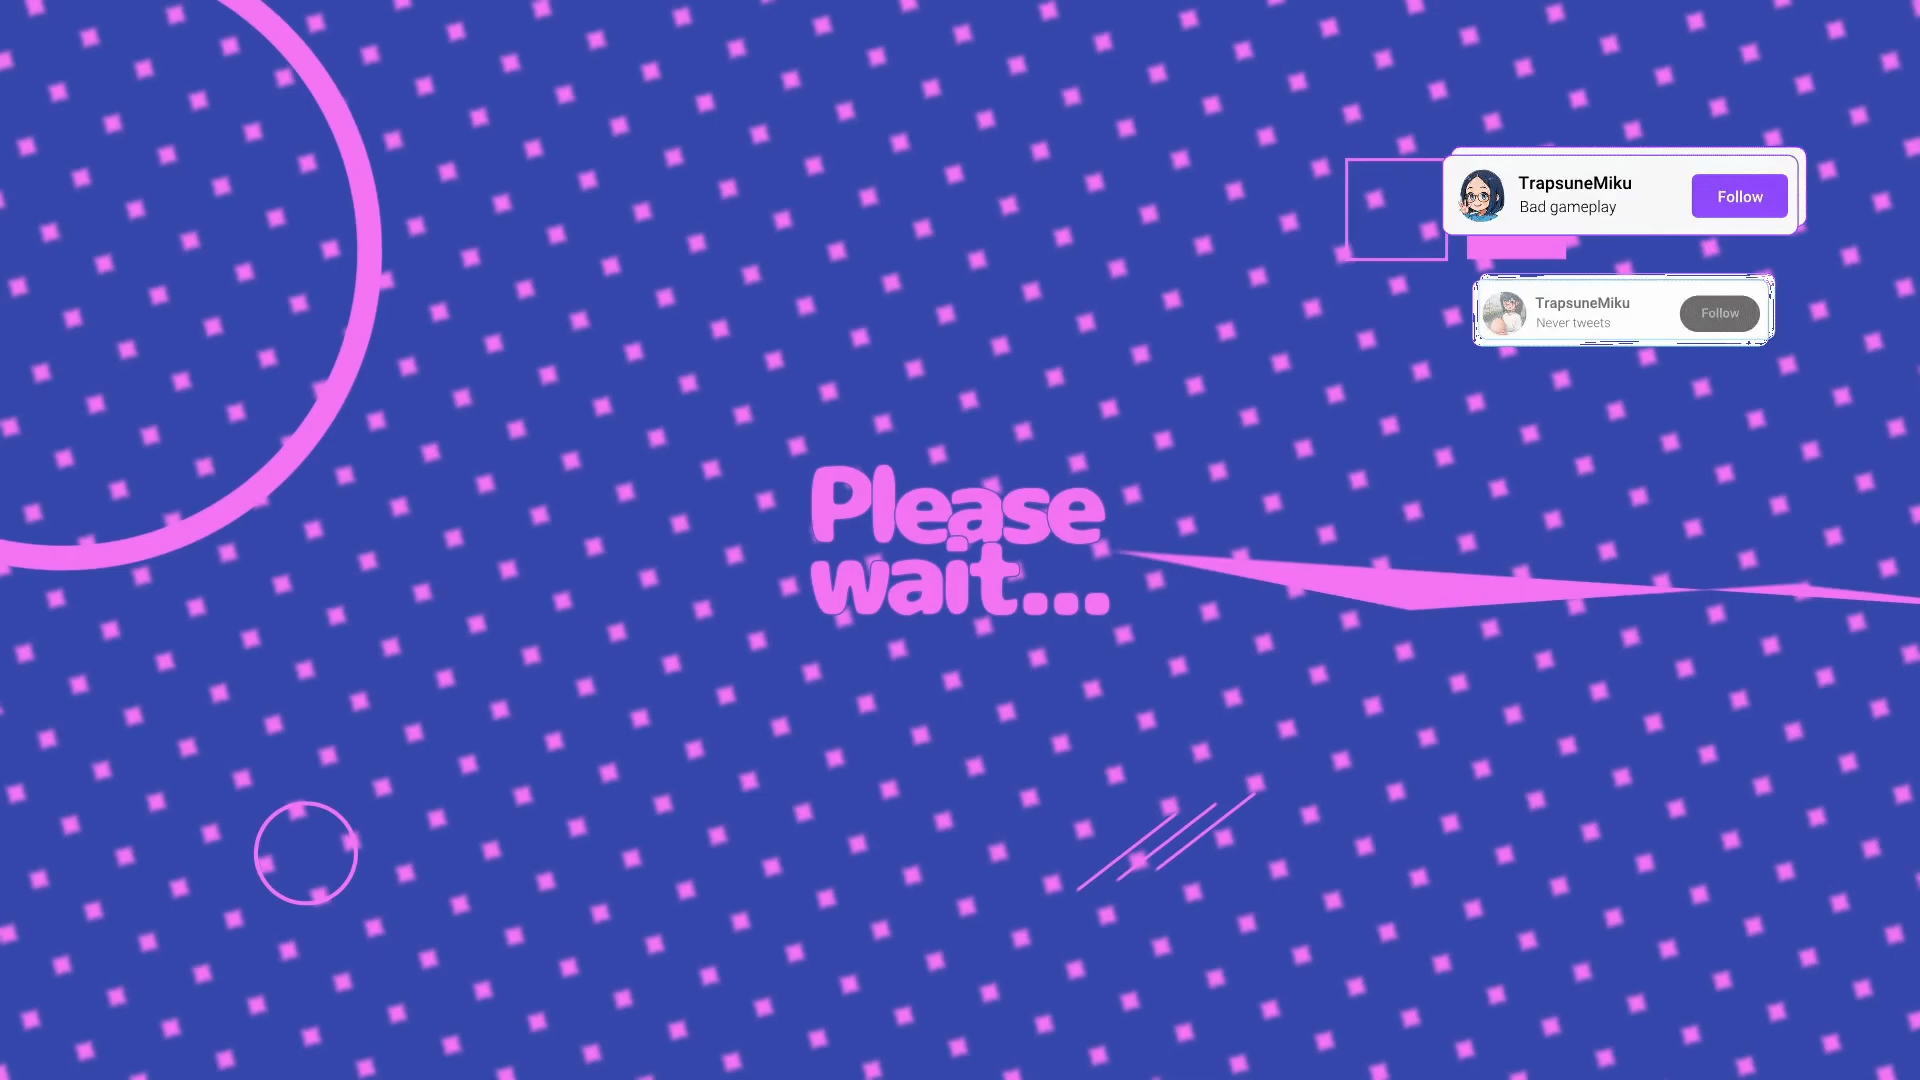 TrapsuneMiku
Bad gameplay
Follow
TrapsuneMiku
Never tweets
Follow
Please
wait...